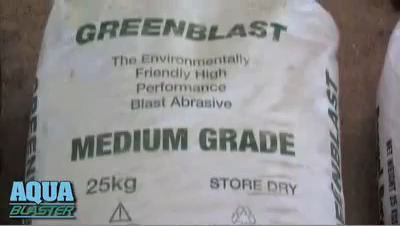 GREENBLAST
The Environmentally
Friendly High
Performance
Blast Abrasive
MEDIUM GRADE
25kg
STORE DRY
AQUA
BLASTER